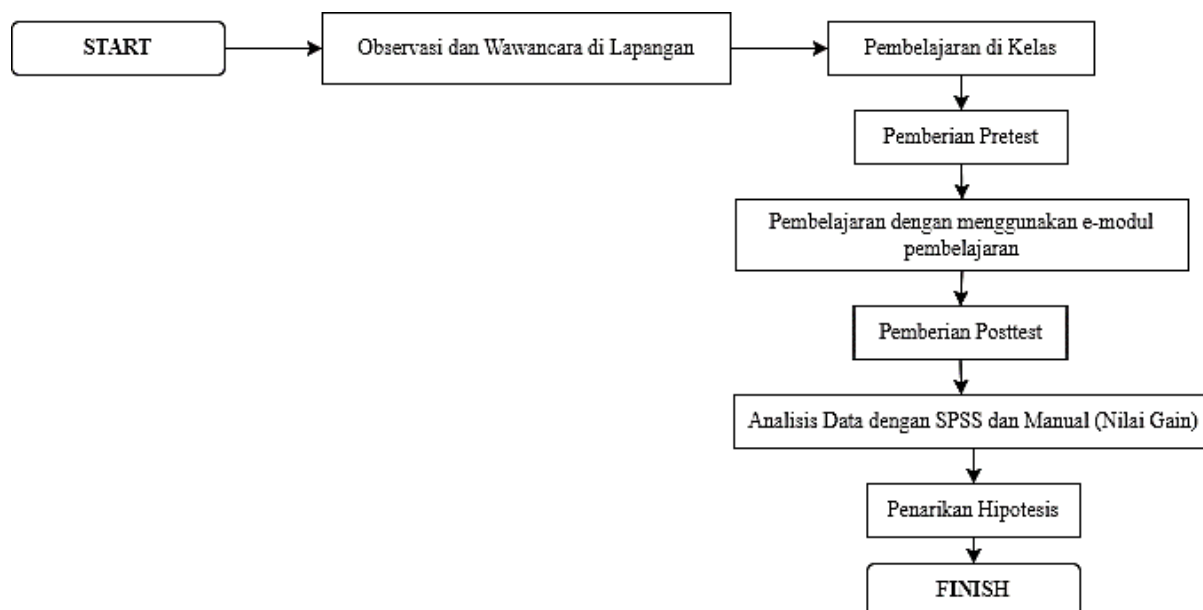 START
Observasi dan Wawancara di Lapangan
Pembelajaran di Kelas
Pemberian Pretest
Pembelajaran dengan menggunakan e-modul
pembelajaran
Pemberian Posttest
Analisis Data dengan SPSS dan Manual (Nilai Gain)
Penarikan Hipotesis
FINISH